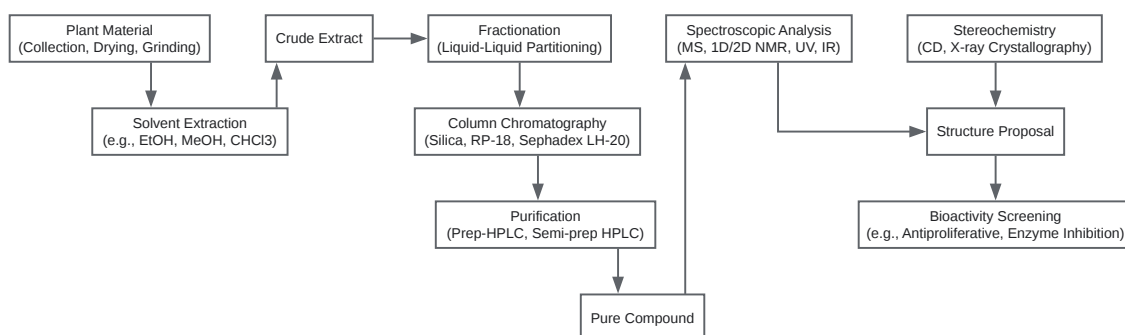 Plant Material
(Collection, Drying, Grinding)
Solvent Extraction
(e.g., EtOH, MeOH, CHCl3)
Crude Extract
Fractionation
(Liquid-Liquid Partitioning)
Column Chromatography
(Silica, RP-18, Sephadex LH-20)
Purification
(Prep-HPLC, Semi-prep HPLC)
Pure Compound
Spectroscopic Analysis
(MS, 1D/2D NMR, UV, IR)
Stereochemistry
(CD, X-ray Crystallography)
Structure Proposal
Bioactivity Screening
(e.g., Antiproliferative, Enzyme Inhibition)